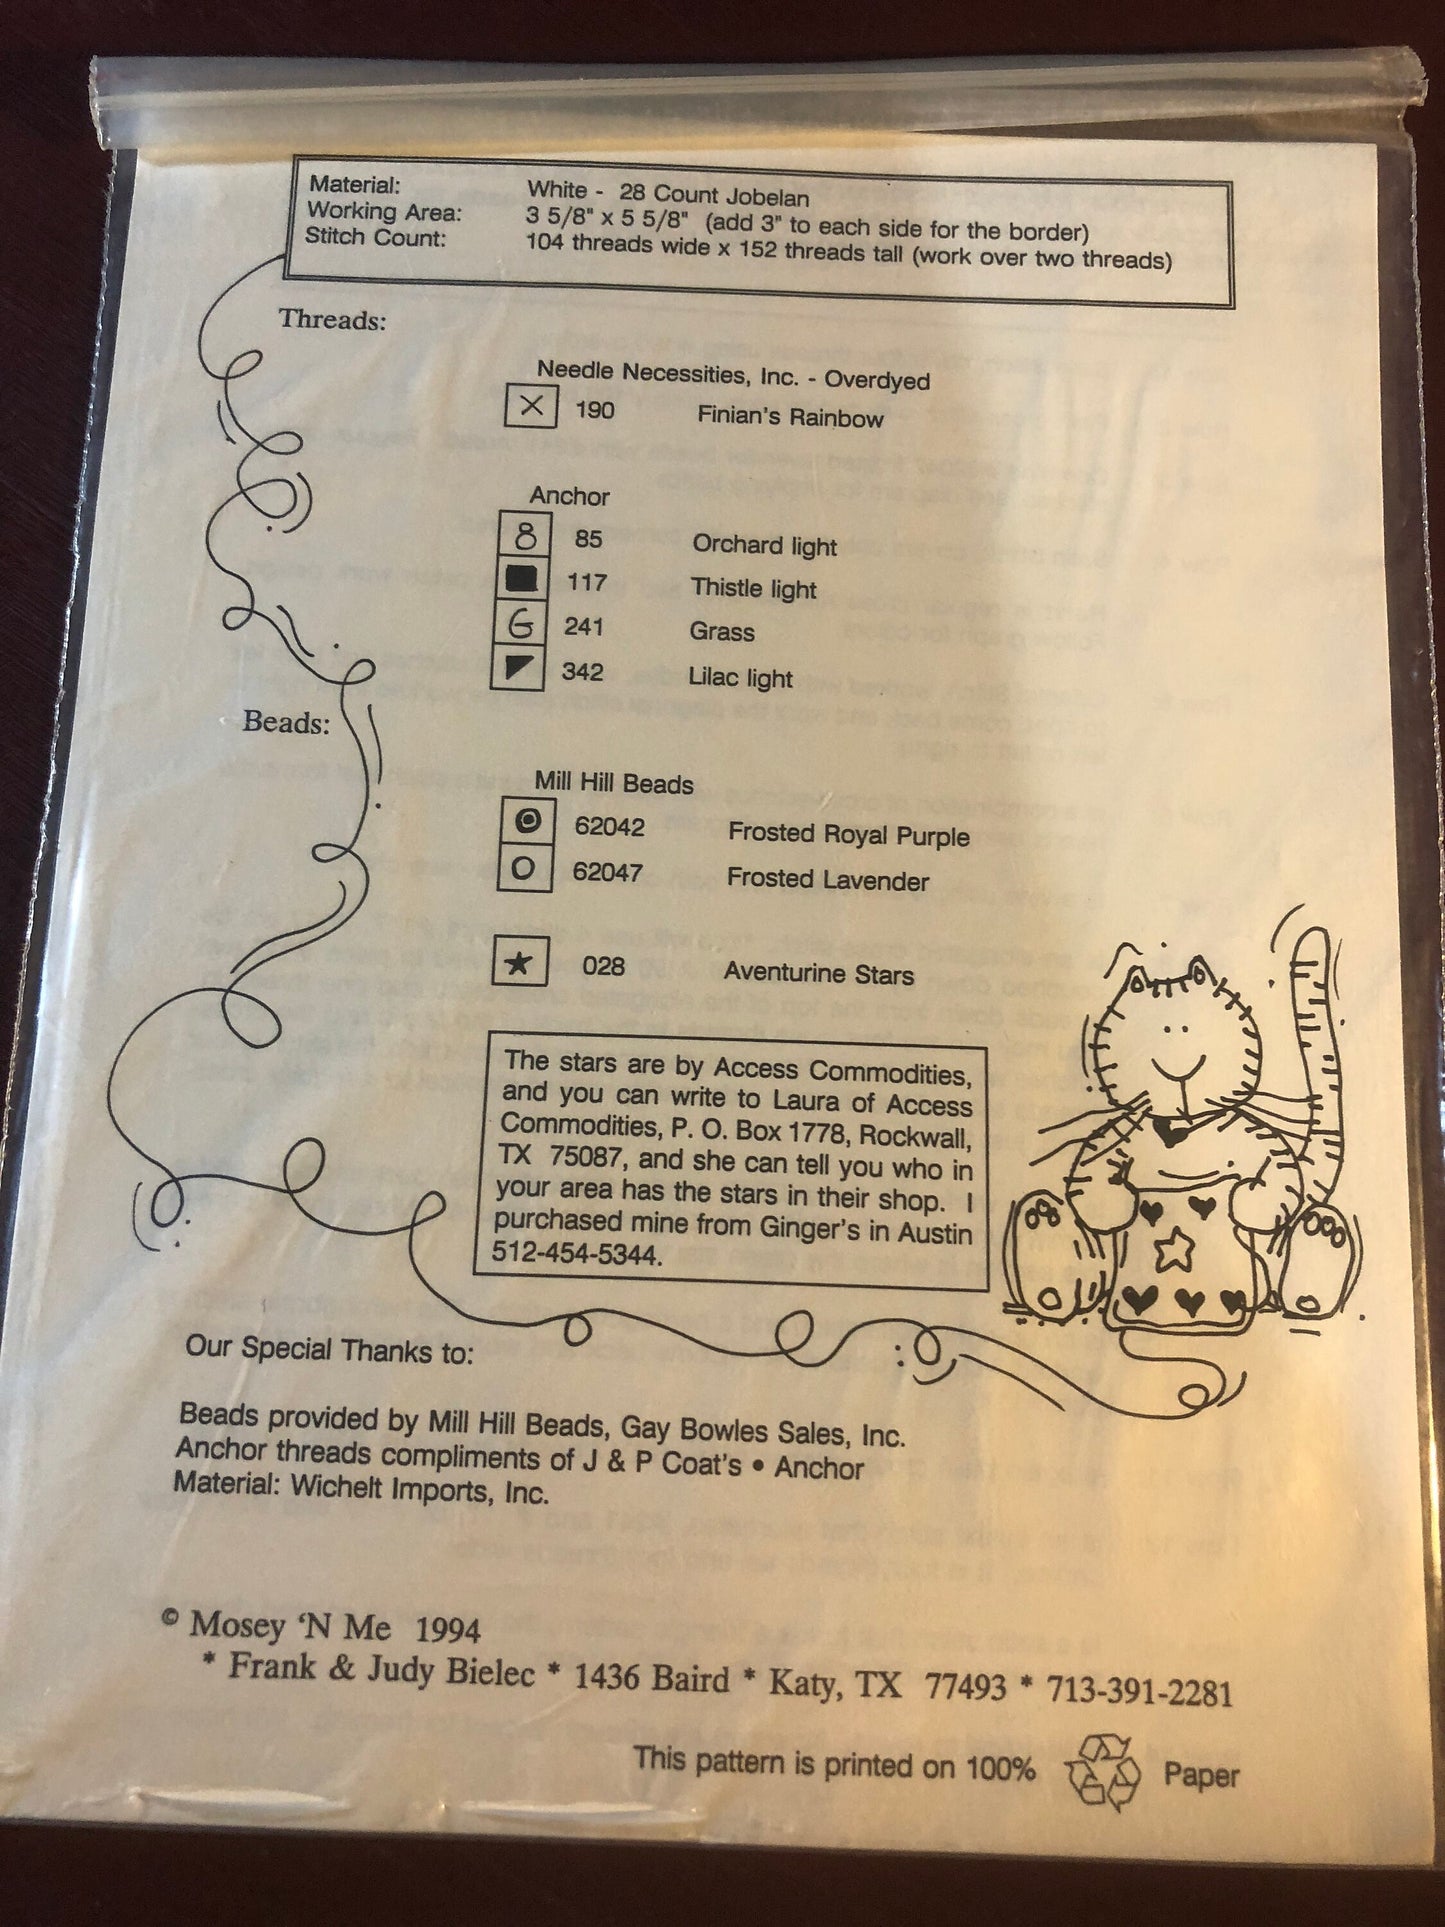 Material: White - 28 Count Jobelan
Working Area: 3 5/8" x 5 5/8" (add 3" to each side for the border)
Stitch Count: 104 threads wide x 152 threads tall (work over two threads)
Threads:
Needle Necessities, Inc. - Overdyed
X 190 Finian's Rainbow
Anchor
8 85 Orchard light
117 Thistle light
G 241 Grass
342 Lilac light
Beads:
Mill Hill Beads
62042 Frosted Royal Purple
62047 Frosted Lavender
★ 028 Aventurine Stars
The stars are by Access Commodities,
and you can write to Laura of Access
Commodities, P. O. Box 1778, Rockwall,
TX 75087, and she can tell you who in
your area has the stars in their shop. I
purchased mine from Ginger's in Austin
512-454-5344.
Our Special Thanks to:
Beads provided by Mill Hill Beads, Gay Bowles Sales, Inc.
Anchor threads compliments of J & P Coat's • Anchor
Material: Wichelt Imports, Inc.
© Mosey 'N Me 1994
* Frank & Judy Bielec * 1436 Baird * Katy, TX 77493 * 713-391-2281
This pattern is printed on 100% Paper